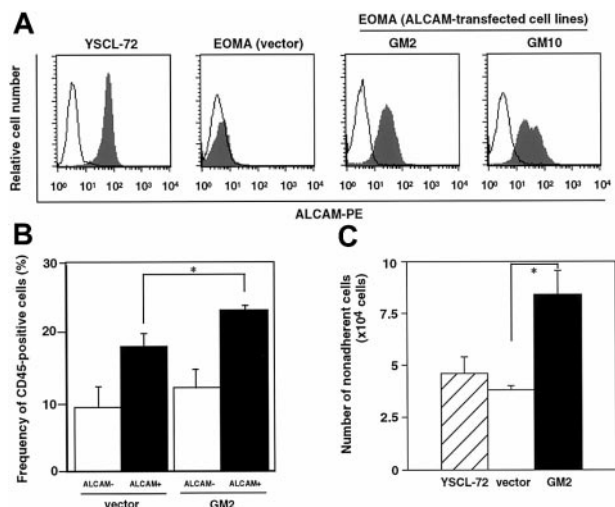 A
EOMA (ALCAM-transfected cell lines)
YSCL-72 EOMA (vector) GM2 GM10
Relative cell number
10⁰ 10¹ 10² 10³ 10⁴ 10⁰ 10¹ 10² 10³ 10⁴ 10⁰ 10¹ 10² 10³ 10⁴ 10⁰ 10¹ 10² 10³ 10⁴
ALCAM-PE
B
Frequency of CD45-positive cells (%)
30
20
10
0
*
ALCAM- ALCAM+ ALCAM- ALCAM+
vector GM2
C
Number of nonadherent cells
(x10⁴ cells)
10
7.5
5
2.5
0
*
YSCL-72 vector GM2